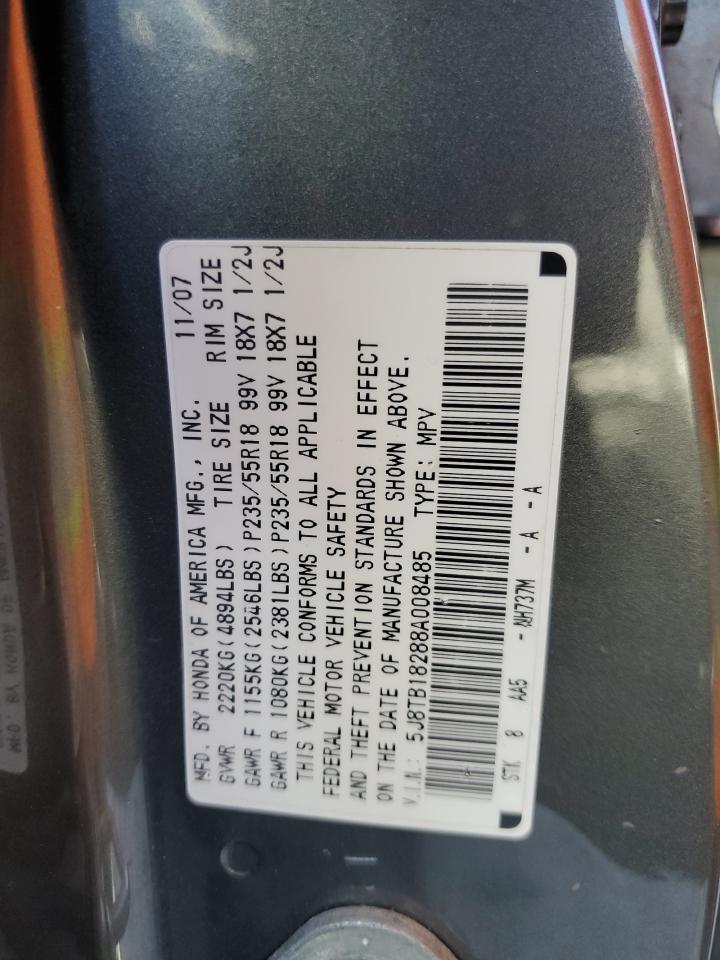 MFD. BY HONDA OF AMERICA MFG., INC. 11/07
GVWR 2220KG(4894LBS) TIRE SIZE RIM SIZE
GAWR F 1155KG(2546LBS)P235/55R18 99V 18X7 1/2J
GAWR R 1080KG(2381LBS)P235/55R18 99V 18X7 1/2J
THIS VEHICLE CONFORMS TO ALL APPLICABLE
FEDERAL MOTOR VEHICLE SAFETY
AND THEFT PREVENTION STANDARDS IN EFFECT
ON THE DATE OF MANUFACTURE SHOWN ABOVE.
V.I.N.: 5J8TB18288A008485 TYPE: MPV
STK 8 AA5 - NH737M - A - A